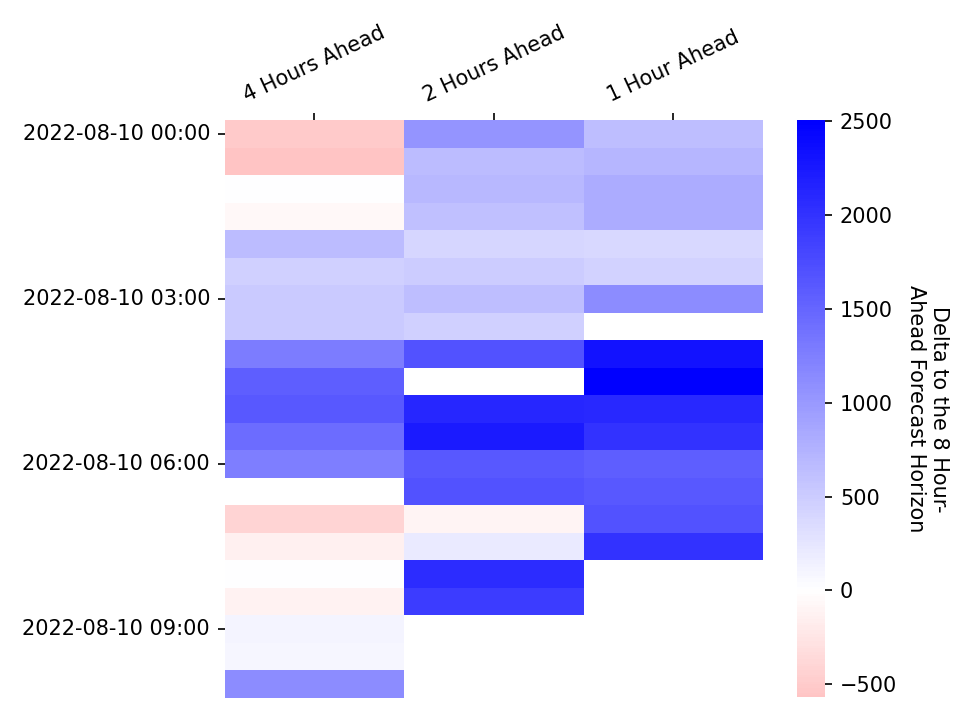 4 Hours Ahead
2 Hours Ahead
1 Hour Ahead
2022-08-10 00:00
2022-08-10 03:00
2022-08-10 06:00
2022-08-10 09:00
2500
2000
1500
1000
500
0
−500
Delta to the 8 Hour-
Ahead Forecast Horizon